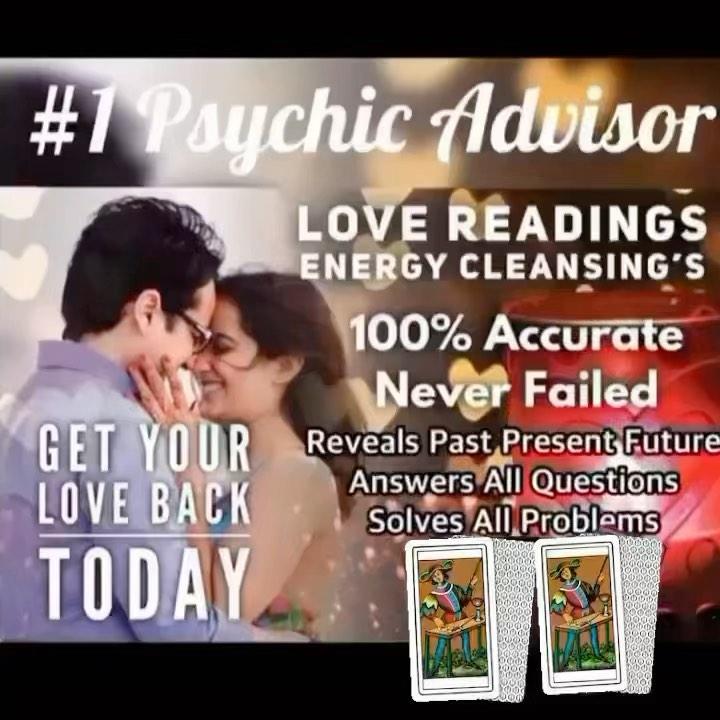 #1 Psychic Advisor
LOVE READINGS
ENERGY CLEANSING'S
100% Accurate
Never Failed
Reveals Past Present Future
Answers All Questions
Solves All Problems
GET YOUR
LOVE BACK
TODAY